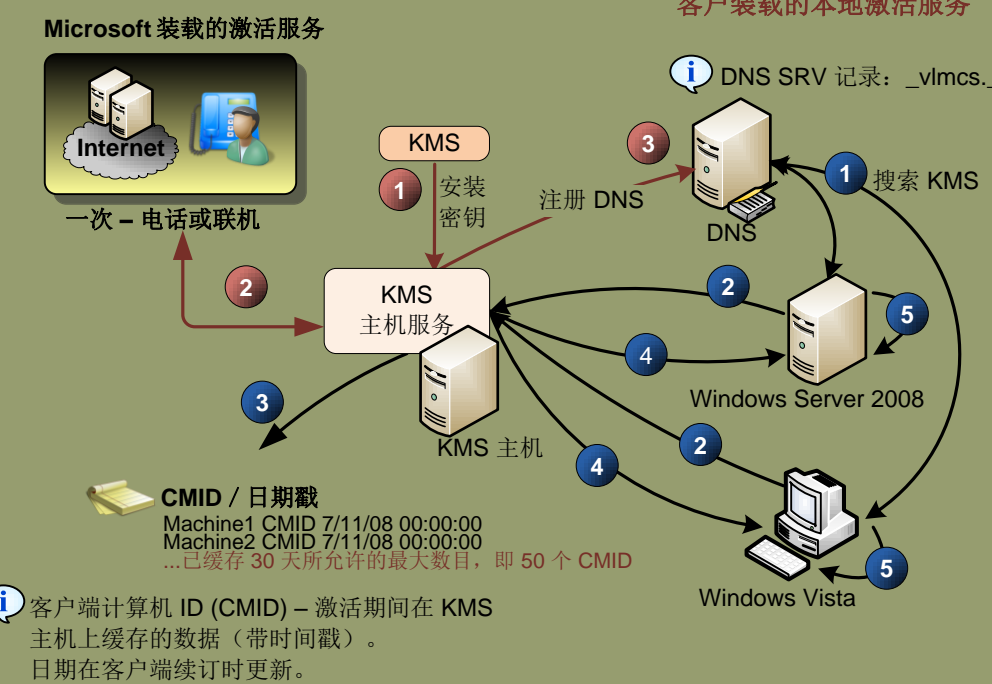 客户装载的本地激活服务
Microsoft 装载的激活服务
DNS SRV 记录：_vlmcs._
Internet
KMS
3
1
搜索 KMS
1
安装
密钥
注册 DNS
DNS
一次 – 电话或联机
2
KMS
主机服务
2
5
4
Windows Server 2008
3
KMS 主机
2
4
CMID / 日期戳
Machine1 CMID 7/11/08 00:00:00
Machine2 CMID 7/11/08 00:00:00
...已缓存 30 天所允许的最大数目，即 50 个 CMID
5
Windows Vista
客户端计算机 ID (CMID) – 激活期间在 KMS
主机上缓存的数据（带时间戳）。
日期在客户端续订时更新。